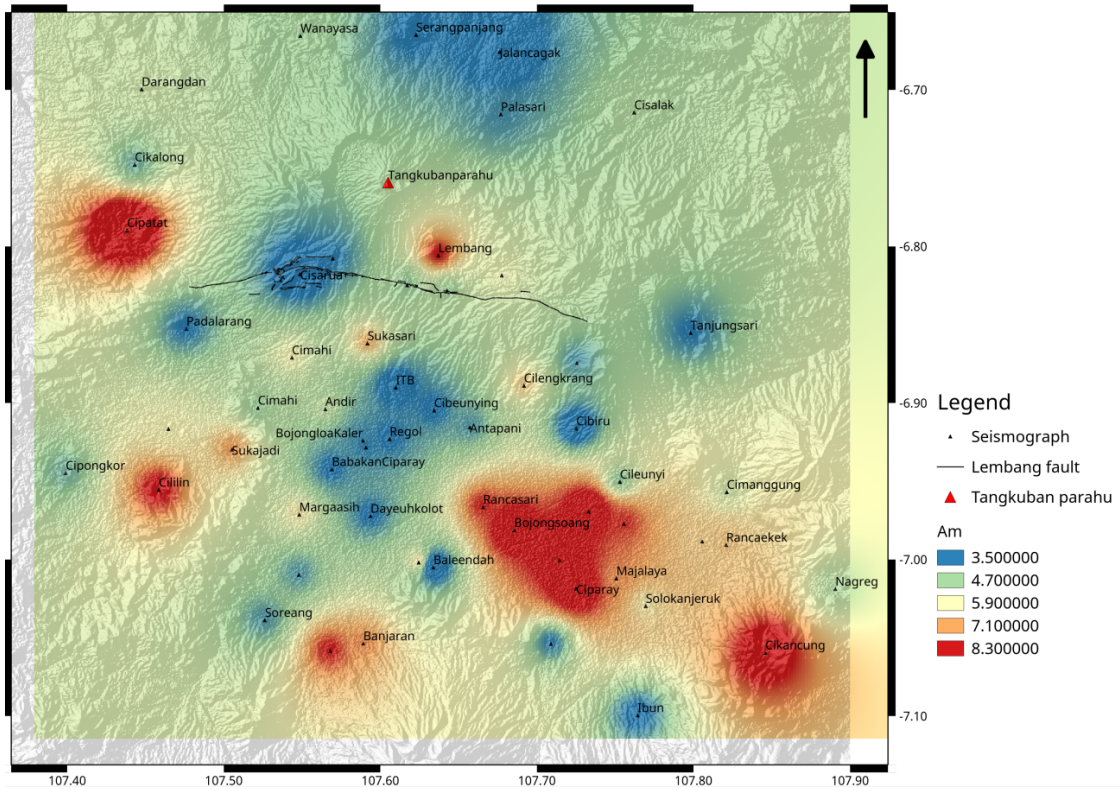 Wanayasa
Serangpanjang
Jalancagak
Darangdan
Palasari
Cisalak
-6.70
Cikalong
Tangkubanparahu
Cipatat
Lembang
-6.80
Cisarua
Padalarang
Tanjungsari
Sukasari
Cimahi
ITB
Cilengkrang
Cimahi
Andir
Cibeunying
-6.90
BojongloaKaler
Regol
Antapani
Cibiru
Sukajadi
Cipongkor
BabakanCiparay
Cililin
Cileunyi
Cimanggung
Margaasih
Dayeuhkolot
Rancasari
Bojongsoang
Rancaekek
Baleendah
-7.00
Majalaya
Nagreg
Ciparay
Solokanjeruk
Soreang
Banjaran
Cikancung
Ibun
-7.10
107.40
107.50
107.60
107.70
107.80
107.90
Legend
Seismograph
Lembang fault
Tangkuban parahu
Am
3.500000
4.700000
5.900000
7.100000
8.300000